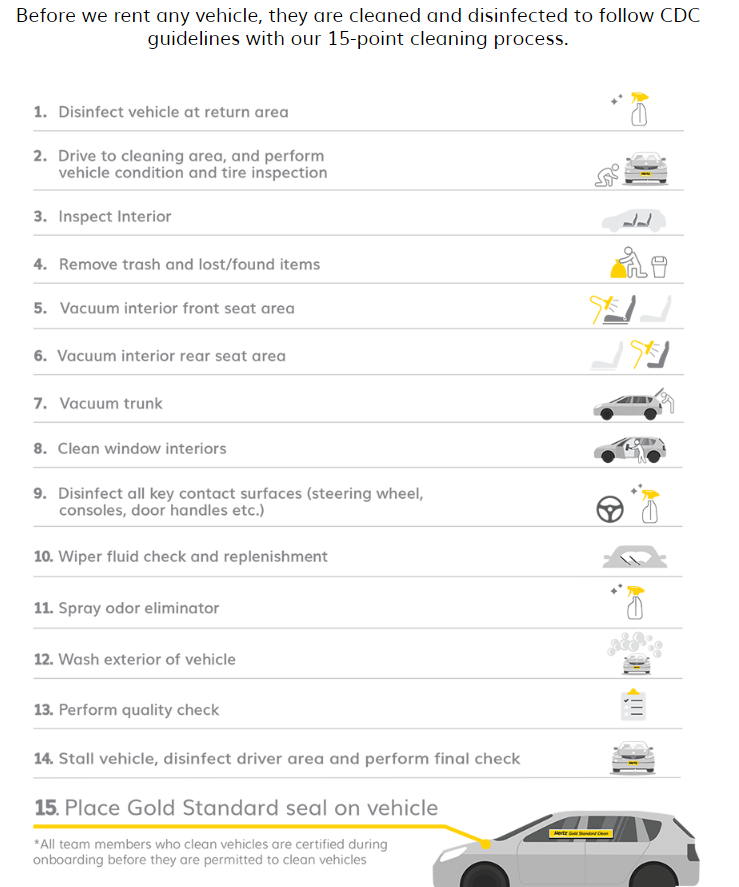 Before we rent any vehicle, they are cleaned and disinfected to follow CDC
guidelines with our 15-point cleaning process.
1. Disinfect vehicle at return area
2. Drive to cleaning area, and perform
vehicle condition and tire inspection
3. Inspect Interior
4. Remove trash and lost/found items
5. Vacuum interior front seat area
6. Vacuum interior rear seat area
7. Vacuum trunk
8. Clean window interiors
9. Disinfect all key contact surfaces (steering wheel,
consoles, door handles etc.)
10. Wiper fluid check and replenishment
11. Spray odor eliminator
12. Wash exterior of vehicle
13. Perform quality check
14. Stall vehicle, disinfect driver area and perform final check
15. Place Gold Standard seal on vehicle
Hertz Gold Standard Clean
*All team members who clean vehicles are certified during
onboarding before they are permitted to clean vehicles